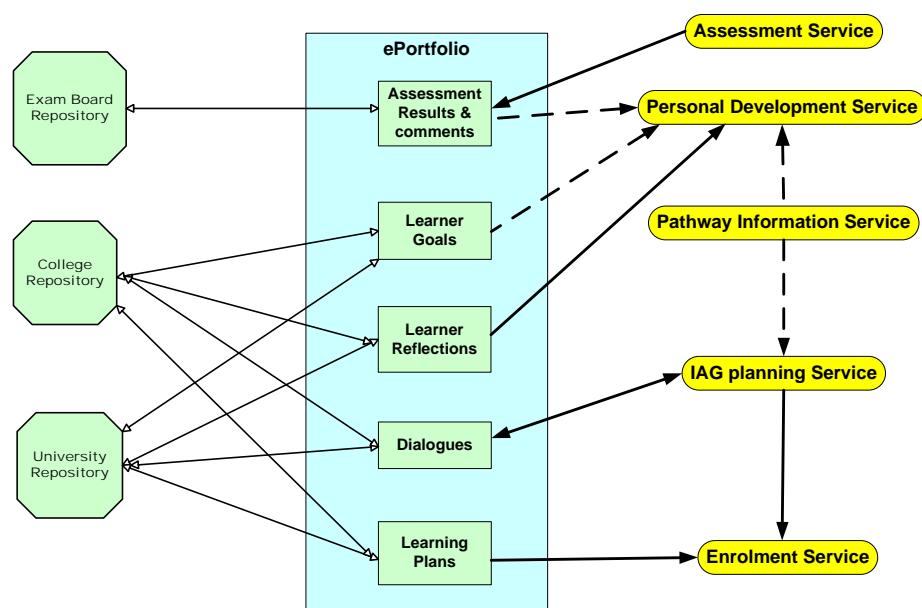 ePortfolio
Assessment Service
Exam Board
Repository
Assessment
Results &
comments
Personal Development Service
Learner
Goals
Pathway Information Service
College
Repository
Learner
Reflections
IAG planning Service
University
Repository
Dialogues
Learning
Plans
Enrolment Service